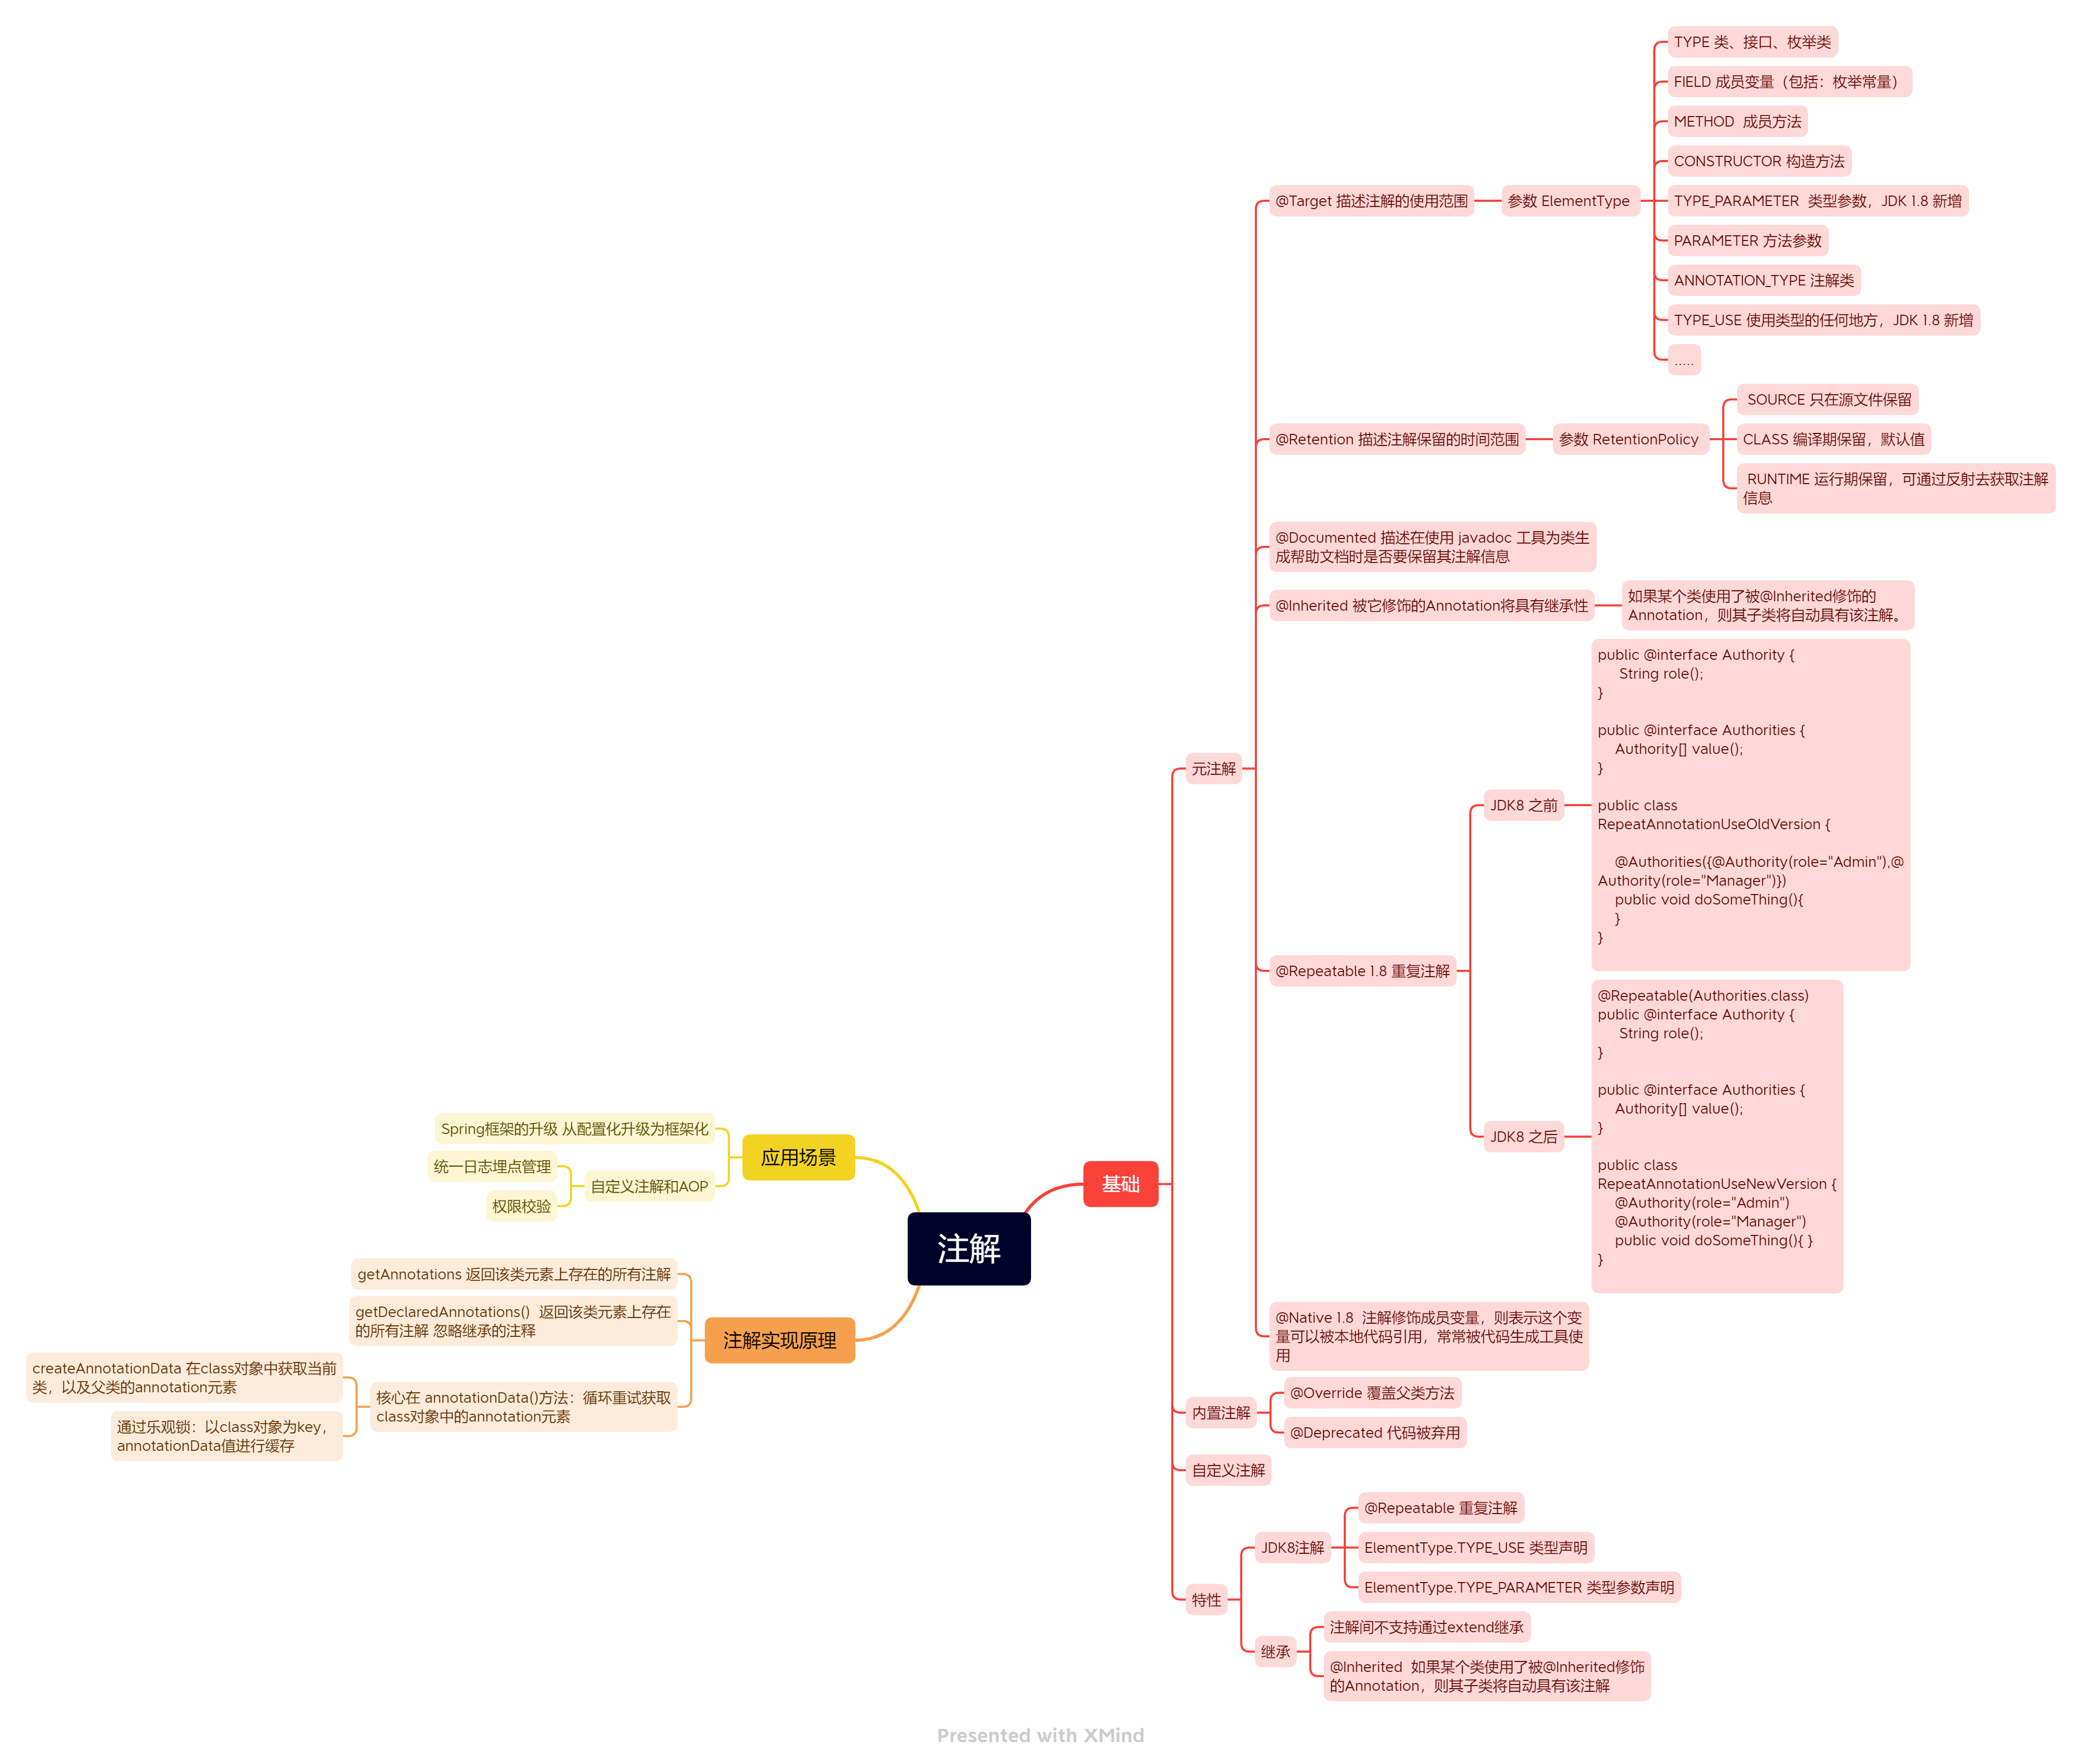 注解
基础
元注解
@Target 描述注解的使用范围
参数 ElementType
TYPE 类、接口、枚举类
FIELD 成员变量（包括：枚举常量）
METHOD  成员方法
CONSTRUCTOR 构造方法
TYPE_PARAMETER  类型参数，JDK 1.8 新增
PARAMETER 方法参数
ANNOTATION_TYPE 注解类
TYPE_USE 使用类型的任何地方，JDK 1.8 新增
.....
@Retention 描述注解保留的时间范围
参数 RetentionPolicy
SOURCE 只在源文件保留
CLASS 编译期保留，默认值
RUNTIME 运行期保留，可通过反射去获取注解
信息
@Documented 描述在使用 javadoc 工具为类生
成帮助文档时是否要保留其注解信息
@Inherited 被它修饰的Annotation将具有继承性
如果某个类使用了被@Inherited修饰的
Annotation，则其子类将自动具有该注解。
@Repeatable 1.8 重复注解
JDK8 之前
public @interface Authority {
     String role();
}
public @interface Authorities {
    Authority[] value();
}
public class
RepeatAnnotationUseOldVersion {
    @Authorities({@Authority(role="Admin"),@
Authority(role="Manager")})
    public void doSomeThing(){
    }
}
JDK8 之后
@Repeatable(Authorities.class)
public @interface Authority {
     String role();
}
public @interface Authorities {
    Authority[] value();
}
public class
RepeatAnnotationUseNewVersion {
    @Authority(role="Admin")
    @Authority(role="Manager")
    public void doSomeThing(){ }
}
@Native 1.8  注解修饰成员变量，则表示这个变
量可以被本地代码引用，常常被代码生成工具使
用
内置注解
@Override 覆盖父类方法
@Deprecated 代码被弃用
自定义注解
特性
JDK8注解
@Repeatable 重复注解
ElementType.TYPE_USE 类型声明
ElementType.TYPE_PARAMETER 类型参数声明
继承
注解间不支持通过extend继承
@Inherited  如果某个类使用了被@Inherited修饰
的Annotation，则其子类将自动具有该注解
应用场景
Spring框架的升级 从配置化升级为框架化
自定义注解和AOP
统一日志埋点管理
权限校验
注解实现原理
getAnnotations 返回该类元素上存在的所有注解
getDeclaredAnnotations()  返回该类元素上存在
的所有注解 忽略继承的注释
核心在 annotationData()方法：循环重试获取
class对象中的annotation元素
createAnnotationData 在class对象中获取当前
类，以及父类的annotation元素
通过乐观锁：以class对象为key，
annotationData值进行缓存
Presented with XMind